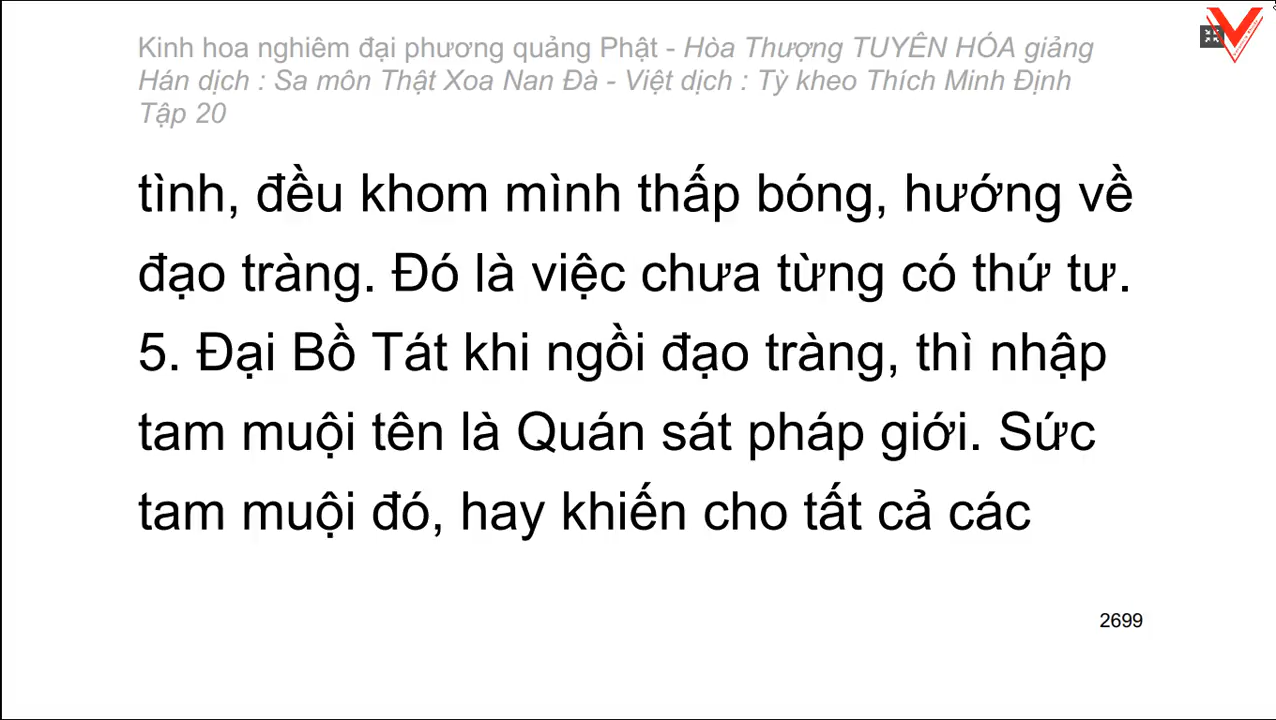 Kinh hoa nghiêm đại phương quảng Phật - Hòa Thượng TUYÊN HÓA giảng
Hán dịch : Sa môn Thật Xoa Nan Đà - Việt dịch : Tỳ kheo Thích Minh Định
Tập 20
tình, đều khom mình thấp bóng, hướng về
đạo tràng. Đó là việc chưa từng có thứ tư.
5. Đại Bồ Tát khi ngồi đạo tràng, thì nhập
tam muội tên là Quán sát pháp giới. Sức
tam muội đó, hay khiến cho tất cả các
2699